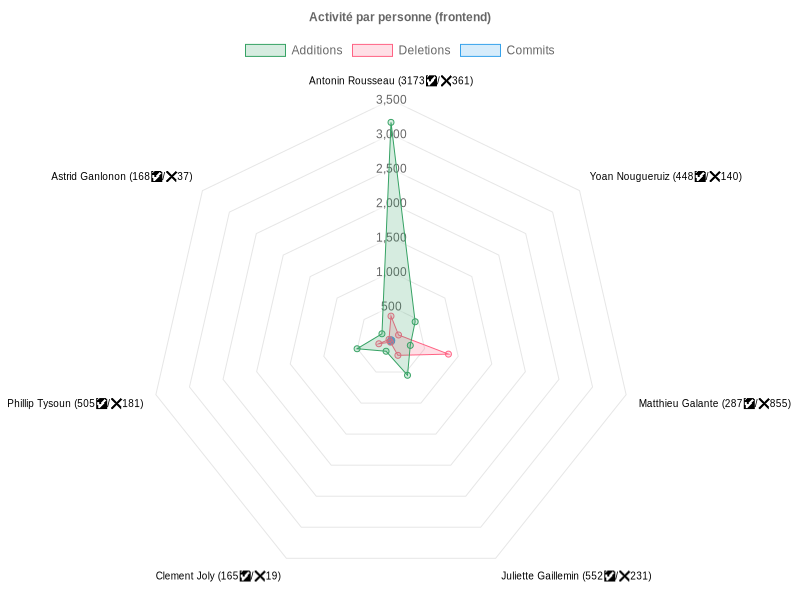 Activité par personne (frontend)
Additions Deletions Commits
Antonin Rousseau (3173✅/❌361)
3,500
3,000
2,500
2,000
1,500
1,000
500
Astrid Ganlonon (168✅/❌37)
Yoan Nougueruiz (448✅/❌140)
Phillip Tysoun (505✅/❌181)
Matthieu Galante (287✅/❌855)
Clement Joly (165✅/❌19)
Juliette Gaillemin (552✅/❌231)